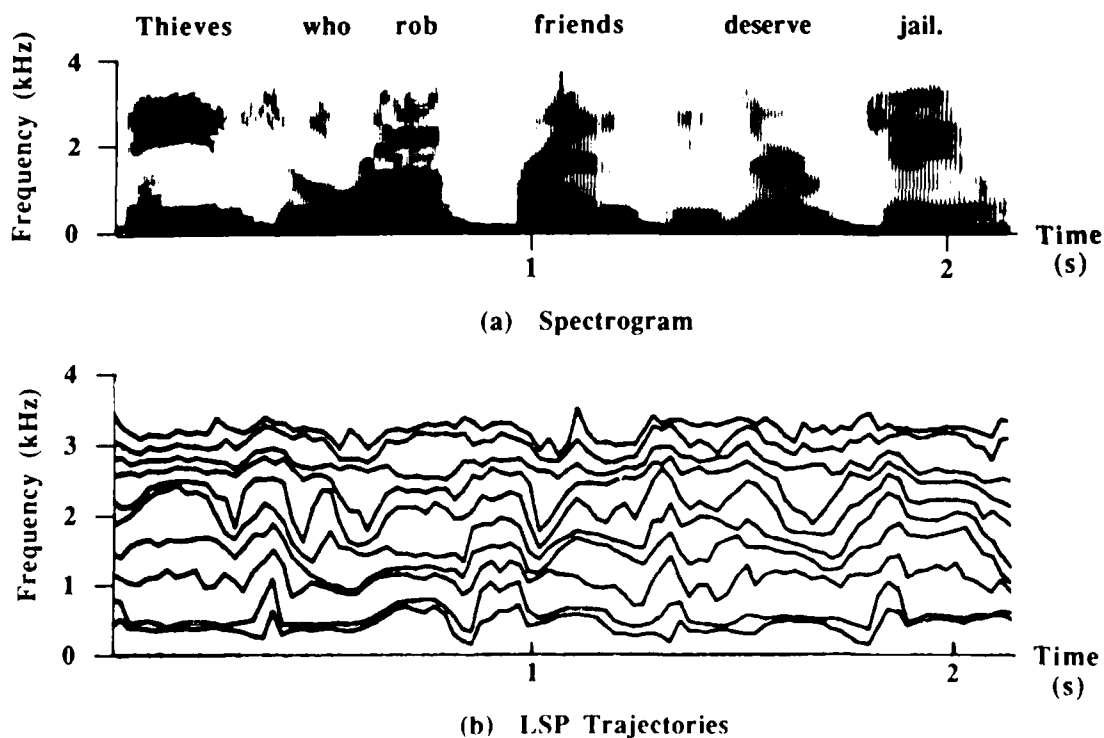 Thieves who rob friends deserve jail.
Frequency (kHz)
4
2
0
1
2
Time
(s)
(a) Spectrogram
Frequency (kHz)
4
3
2
1
0
1
2
Time
(s)
(b) LSP Trajectories